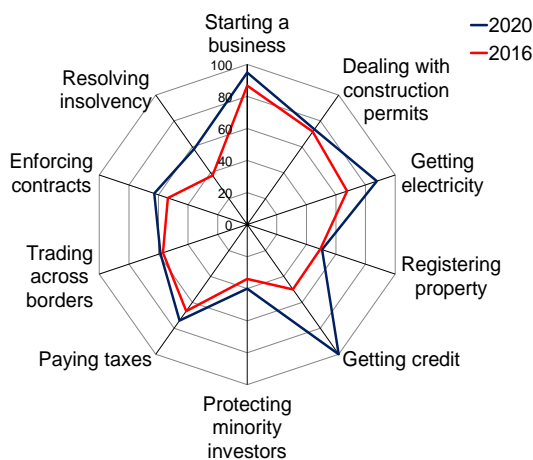 Starting a
business
2020
2016
Dealing with
construction
permits
Getting
electricity
Registering
property
Getting credit
Protecting
minority
investors
Paying taxes
Trading
across
borders
Enforcing
contracts
Resolving
insolvency
100
80
60
40
20
0